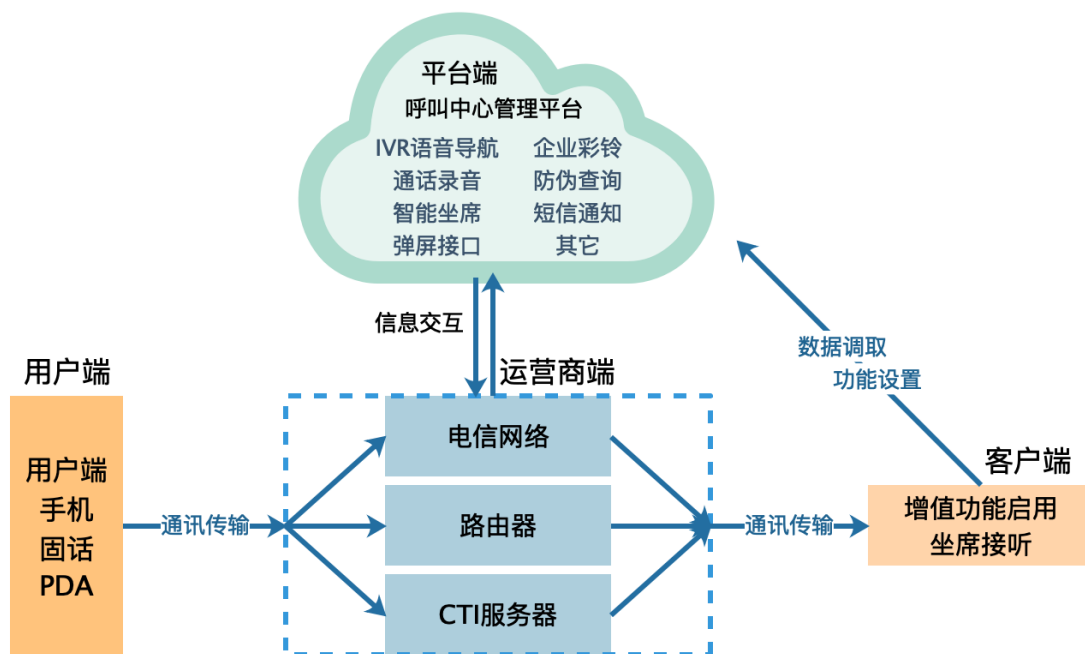 平台端
呼叫中心管理平台
IVR语音导航 企业彩铃
通话录音 防伪查询
智能坐席 短信通知
弹屏接口 其它
信息交互
数据调取
功能设置
用户端
运营商端
客户端
用户端
手机
固话
PDA
通讯传输
电信网络
路由器
CTI服务器
通讯传输
增值功能启用
坐席接听